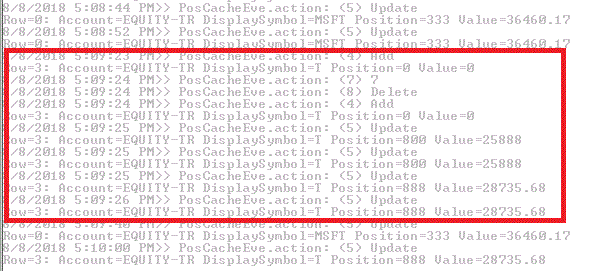 8/8/2018 5:08:44 PM>> PosCacheEve.action: (5) Update
Row=0: Account=EQUITY-TR DisplaySymbol=MSFT Position=333 Value=36460.17
8/8/2018 5:08:52 PM>> PosCacheEve.action: (5) Update
Row=0: Account=EQUITY-TR DisplaySymbol=MSFT Position=333 Value=36460.17
8/8/2018 5:09:23 PM>> PosCacheEve.action: (4) Add
Row=3: Account=EQUITY-TR DisplaySymbol=T Position=0 Value=0
8/8/2018 5:09:24 PM>> PosCacheEve.action: (7) 7
8/8/2018 5:09:24 PM>> PosCacheEve.action: (8) Delete
8/8/2018 5:09:24 PM>> PosCacheEve.action: (4) Add
Row=3: Account=EQUITY-TR DisplaySymbol=T Position=0 Value=0
8/8/2018 5:09:25 PM>> PosCacheEve.action: (5) Update
Row=3: Account=EQUITY-TR DisplaySymbol=T Position=800 Value=25888
8/8/2018 5:09:25 PM>> PosCacheEve.action: (5) Update
Row=3: Account=EQUITY-TR DisplaySymbol=T Position=800 Value=25888
8/8/2018 5:09:25 PM>> PosCacheEve.action: (5) Update
Row=3: Account=EQUITY-TR DisplaySymbol=T Position=888 Value=28735.68
8/8/2018 5:09:26 PM>> PosCacheEve.action: (5) Update
Row=3: Account=EQUITY-TR DisplaySymbol=T Position=888 Value=28735.68
8/8/2018 5:09:40 PM>> PosCacheEve.action: (5) Update
Row=0: Account=EQUITY-TR DisplaySymbol=MSFT Position=333 Value=36460.17
8/8/2018 5:10:00 PM>> PosCacheEve.action: (5) Update
Row=3: Account=EQUITY-TR DisplaySymbol=T Position=888 Value=28735.68